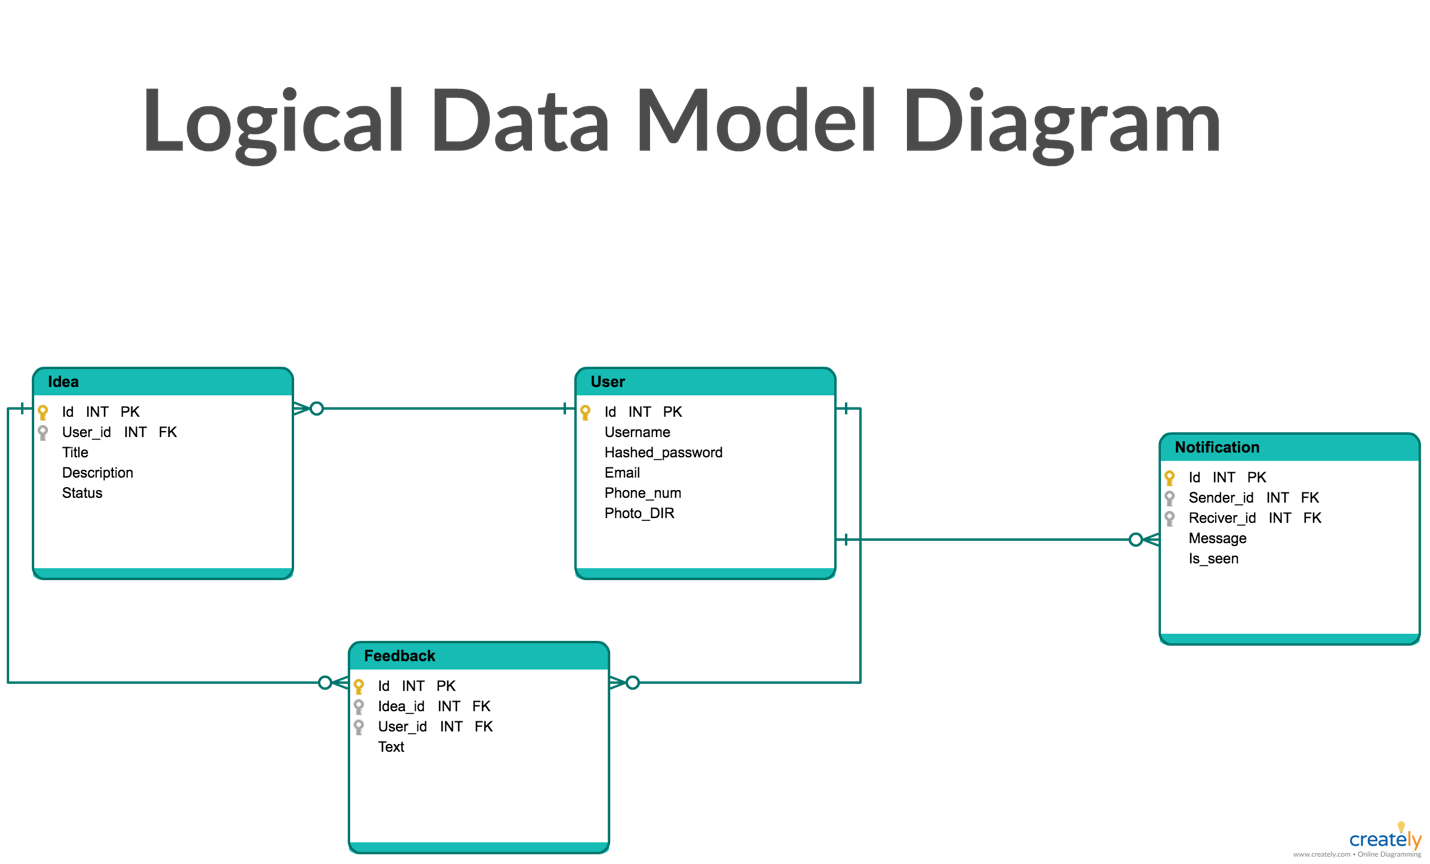 Logical Data Model Diagram
Idea
Id INT PK
User_id INT FK
Title
Description
Status
User
Id INT PK
Username
Hashed_password
Email
Phone_num
Photo_DIR
Notification
Id INT PK
Sender_id INT FK
Reciver_id INT FK
Message
Is_seen
Feedback
Id INT PK
Idea_id INT FK
User_id INT FK
Text
creately
www.creately.com • Online Diagramming